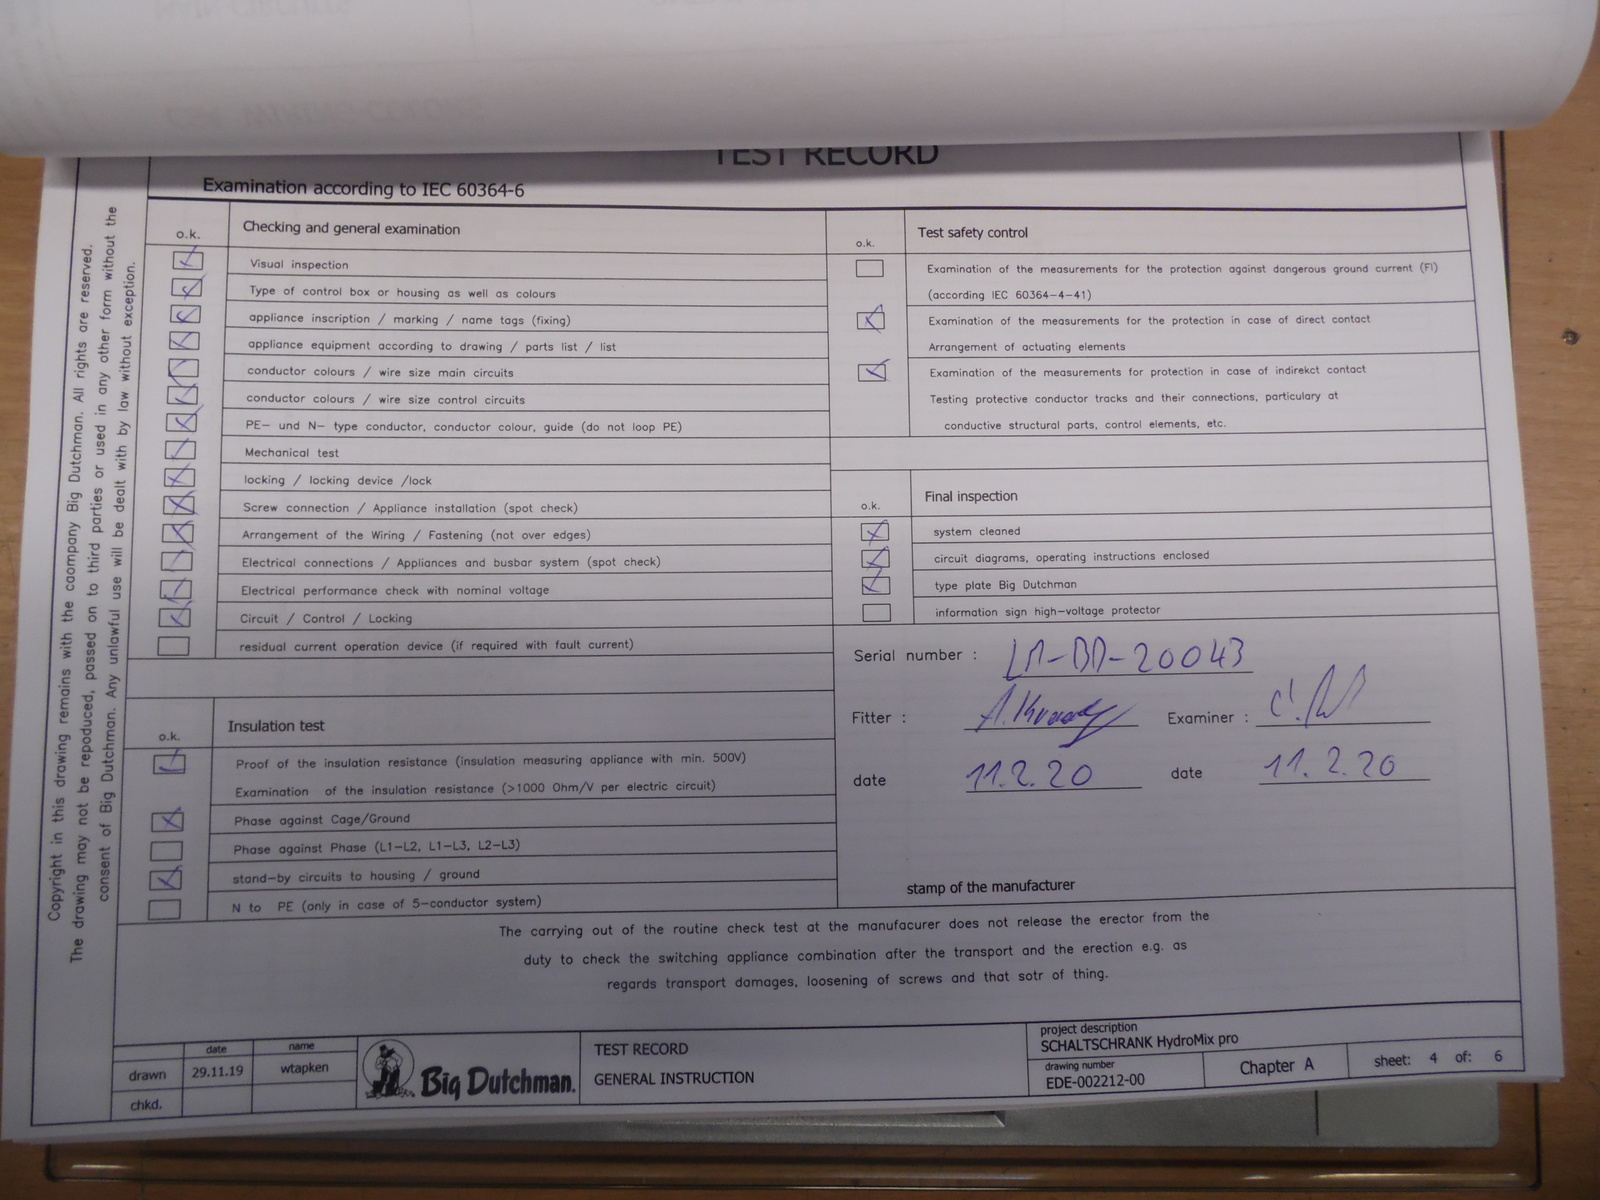 TEST RECORD
Examination according to IEC 60364-6
o.k.
Checking and general examination
Visual inspection
Type of control box or housing as well as colours
appliance inscription / marking / name tags (fixing)
appliance equipment according to drawing / parts list / list
conductor colours / wire size main circuits
conductor colours / wire size control circuits
PE- und N- type conductor, conductor colour, guide (do not loop PE)
Mechanical test
locking / locking device /lock
Screw connection / Appliance installation (spot check)
Arrangement of the Wiring / Fastening (not over edges)
Electrical connections / Appliances and busbar system (spot check)
Electrical performance check with nominal voltage
Circuit / Control / Locking
residual current operation device (if required with fault current)
o.k.
Insulation test
Proof of the insulation resistance (insulation measuring appliance with min. 500V)
Examination of the insulation resistance (>1000 Ohm/V per electric circuit)
Phase against Cage/Ground
Phase against Phase (L1-L2, L1-L3, L2-L3)
stand-by circuits to housing / ground
N to PE (only in case of 5-conductor system)
o.k.
Test safety control
Examination of the measurements for the protection against dangerous ground current (FI)
(according IEC 60364-4-41)
Examination of the measurements for the protection in case of direct contact
Arrangement of actuating elements
Examination of the measurements for protection in case of indirekct contact
Testing protective conductor tracks and their connections, particulary at
conductive structural parts, control elements, etc.
o.k.
Final inspection
system cleaned
circuit diagrams, operating instructions enclosed
type plate Big Dutchman
information sign high-voltage protector
Serial number :
-20043
Fitter :
Examiner :
date 11.2.20
date 11.2.20
stamp of the manufacturer
The carrying out of the routine check test at the manufacurer does not release the erector from the
duty to check the switching appliance combination after the transport and the erection e.g. as
regards transport damages, loosening of screws and that sotr of thing.
Copyright in this drawing remains with the caompany Big Dutchman. All rights are reserved.
The drawing may not be repoduced, passed on to third parties or used in any other form without the
consent of Big Dutchman. Any unlawful use will be dealt with by law without exception.
date name
drawn 29.11.19 wtapken
chkd.
Big Dutchman.
TEST RECORD
GENERAL INSTRUCTION
project description
SCHALTSCHRANK HydroMix pro
drawing number
EDE-002212-00
Chapter A
sheet: 4 of: 6